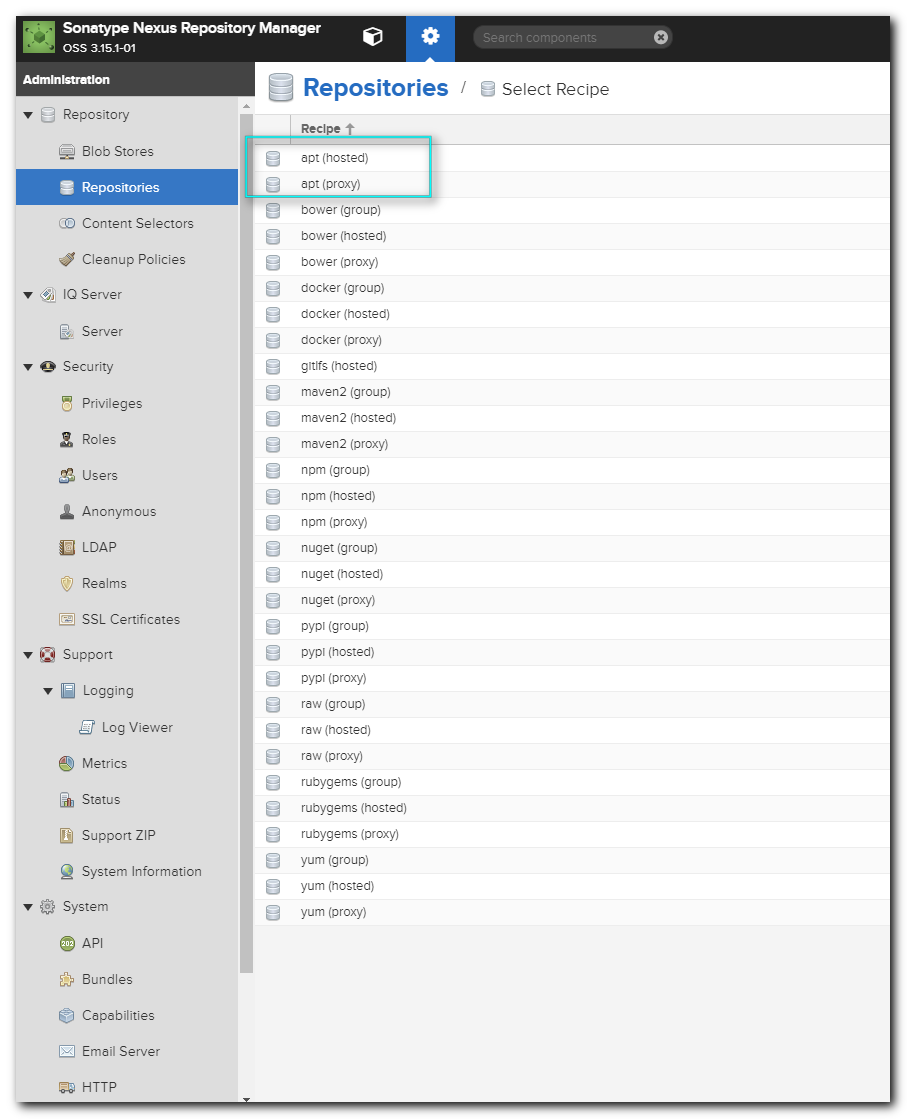 Sonatype Nexus Repository Manager
OSS 3.15.1-01
Search components
Administration
Repository
Blob Stores
Repositories
Content Selectors
Cleanup Policies
IQ Server
Server
Security
Privileges
Roles
Users
Anonymous
LDAP
Realms
SSL Certificates
Support
Logging
Log Viewer
Metrics
Status
Support ZIP
System Information
System
202
API
Bundles
Capabilities
Email Server
HTTP
Repositories / Select Recipe
Recipe
apt (hosted)
apt (proxy)
bower (group)
bower (hosted)
bower (proxy)
docker (group)
docker (hosted)
docker (proxy)
gitlfs (hosted)
maven2 (group)
maven2 (hosted)
maven2 (proxy)
npm (group)
npm (hosted)
npm (proxy)
nuget (group)
nuget (hosted)
nuget (proxy)
pypi (group)
pypi (hosted)
pypi (proxy)
raw (group)
raw (hosted)
raw (proxy)
rubygems (group)
rubygems (hosted)
rubygems (proxy)
yum (group)
yum (hosted)
yum (proxy)